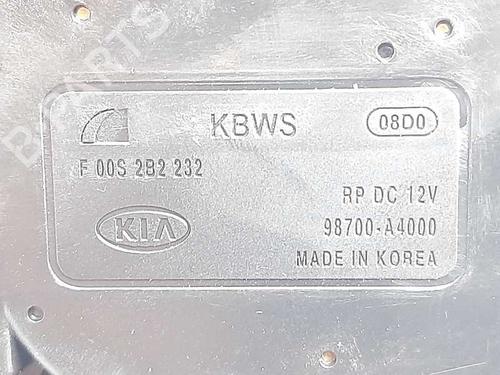 B-PARTS
KBWS
08D0
F 00S 2B2 232
RP DC 12V
KIA
98700-A4000
MADE IN KOREA